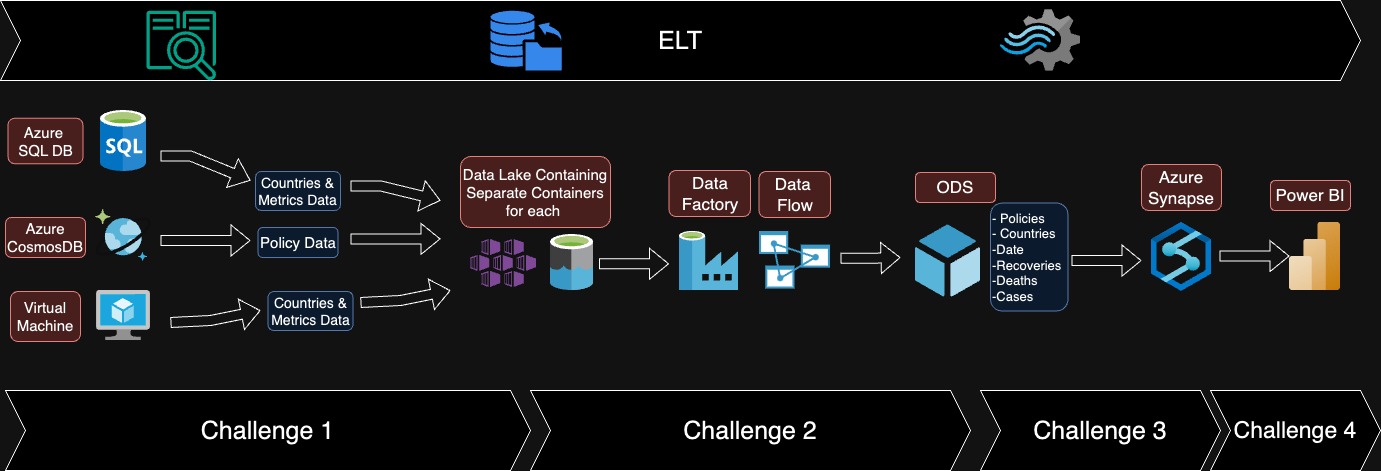 ELT
Azure
SQL DB
SQL
Countries &
Metrics Data
Azure
CosmosDB
Policy Data
Virtual
Machine
Countries &
Metrics Data
Data Lake Containing
Separate Containers
for each
Data
Factory
Data
Flow
ODS
- Policies
- Countries
-Date
-Recoveries
-Deaths
-Cases
Azure
Synapse
Power BI
Challenge 1
Challenge 2
Challenge 3
Challenge 4